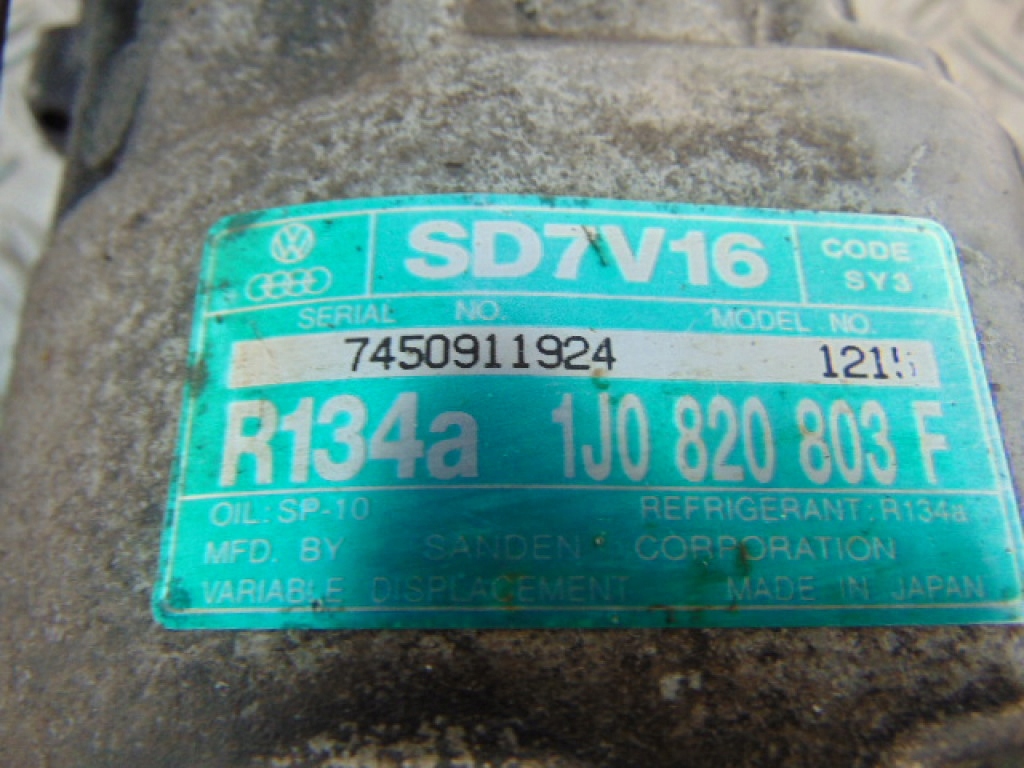 SD7V16 CODE SY3
SERIAL NO. MODEL NO.
7450911924
R134a 1J0 820 803 F
OIL: SP-10 REFRIGERANT: R134a
MFD. BY SANDEN CORPORATION
VARIABLE DISPLACEMENT MADE IN JAPAN